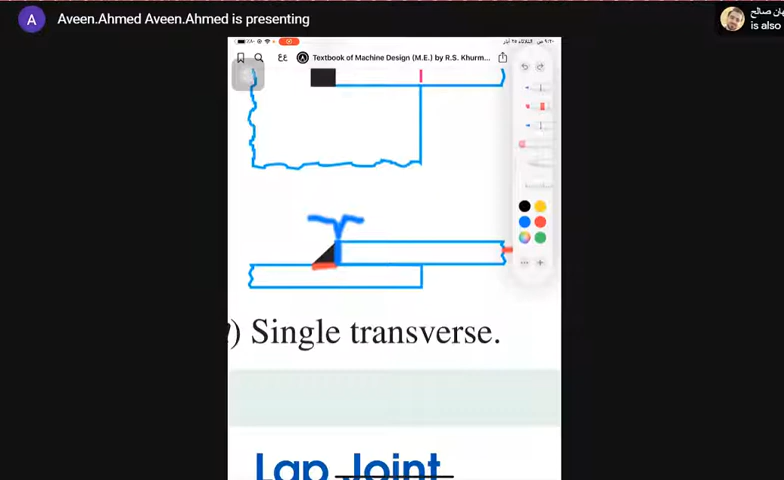 A Aveen.Ahmed Aveen.Ahmed is presenting
is also
Textbook of Machine Design (M.E.) by R.S. Khurm...
) Single transverse.
Lap Joint